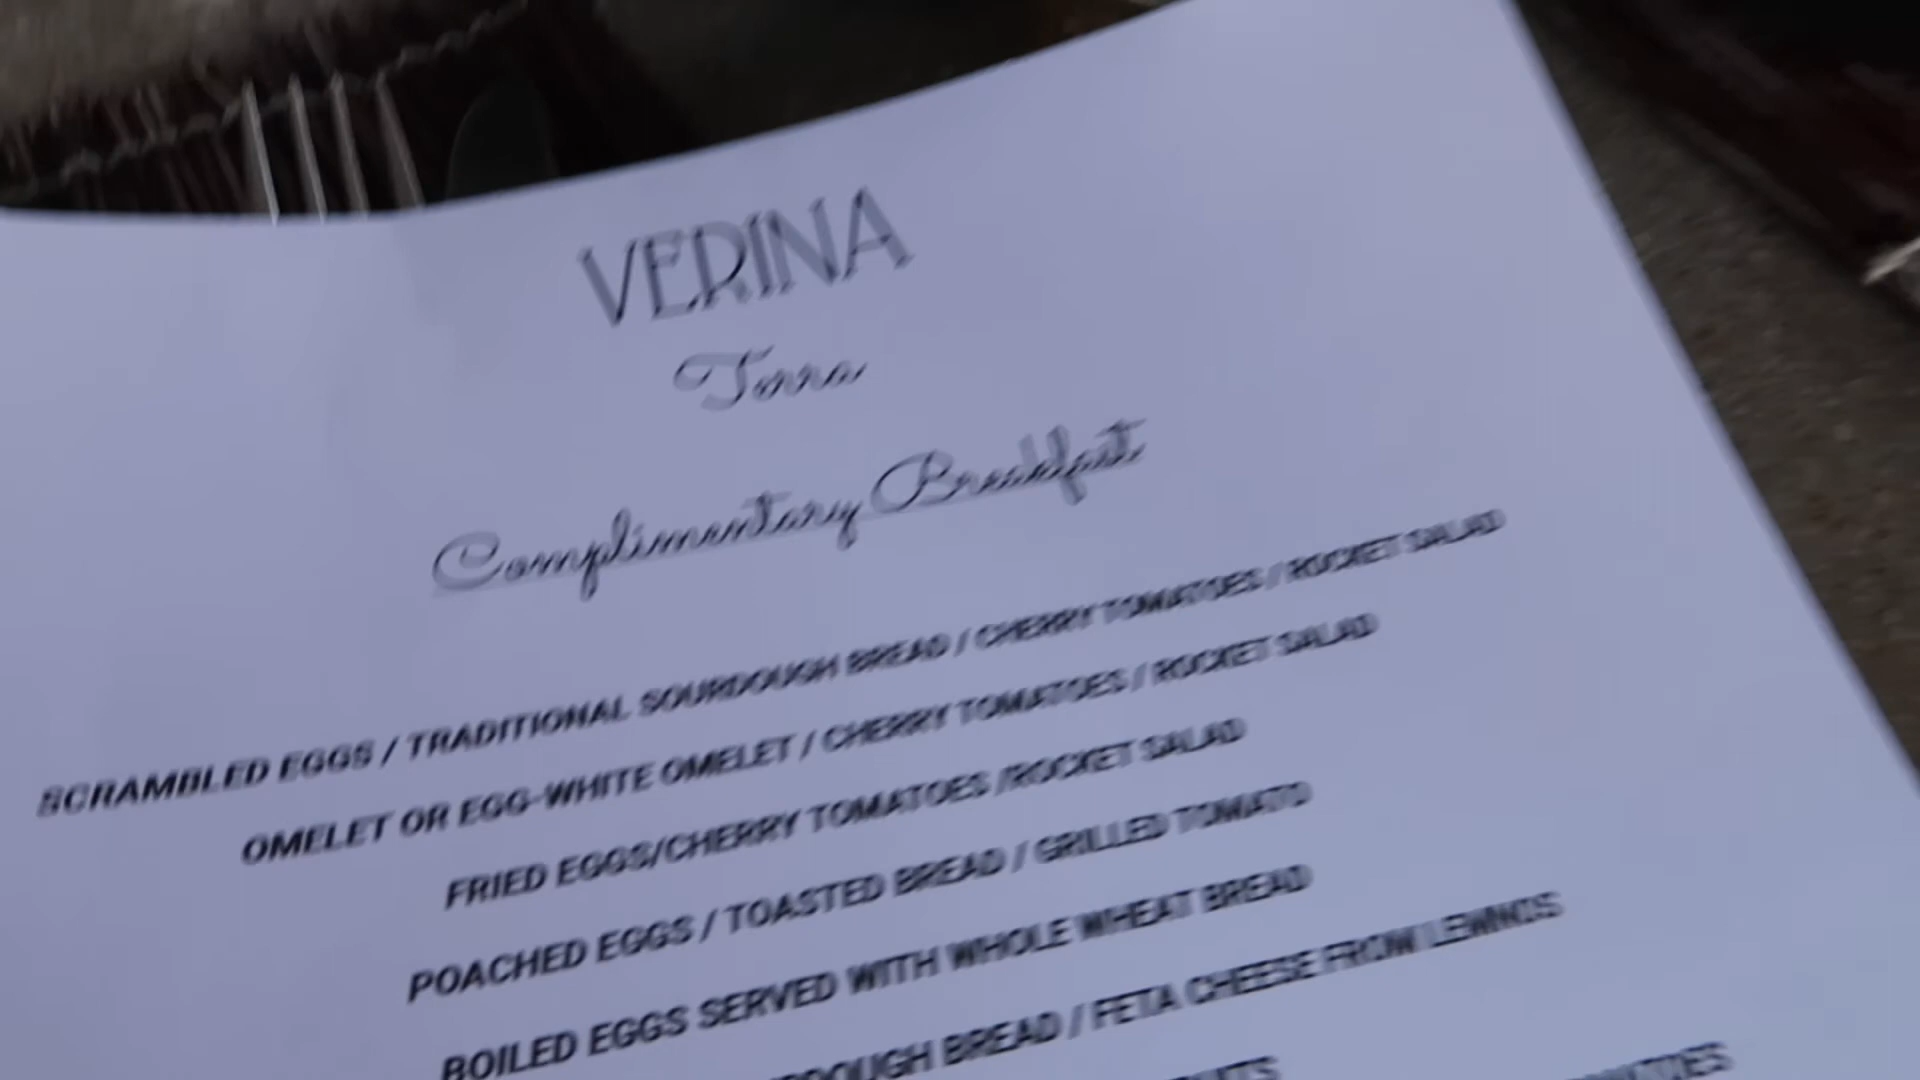 VERINA
Terra
Complimentary Breakfast
SCRAMBLED EGGS / TRADITIONAL SOURDOUGH BREAD / CHERRY TOMATOES / ROCKET SALAD
OMELET OR EGG-WHITE OMELET / CHERRY TOMATOES / ROCKET SALAD
FRIED EGGS/CHERRY TOMATOES /ROCKET SALAD
POACHED EGGS / TOASTED BREAD / GRILLED TOMATO
BOILED EGGS SERVED WITH WHOLE WHEAT BREAD
BREAD / FETA CHEESE FROM LEMNOS